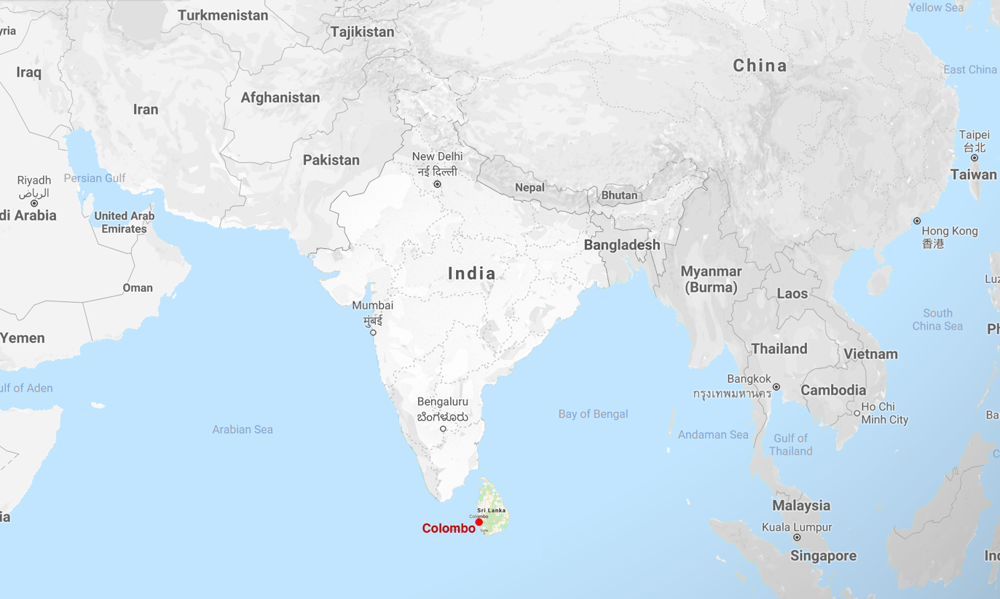 Yellow Sea
Turkmenistan
Tajikistan
yria
Iraq
China
East China
Afghanistan
Iran
Taipei
台北
Taiwan
Pakistan
New Delhi
नई दिल्ली
Riyadh
الرياض
di Arabia
Persian Gulf
Nepal
Bhutan
United Arab
Emirates
Hong Kong
香港
Bangladesh
India
Myanmar
(Burma)
Luz
Oman
Laos
Mumbai
मुंबई
South
China Sea
Ph
Yemen
Thailand
Vietnam
ulf of Aden
Bangkok
กรุงเทพมหานคร
Cambodia
Bengaluru
ಬೆಂಗಳೂರು
Ho Chi
Minh City
Ba
Bay of Bengal
Arabian Sea
Andaman Sea
Gulf of
Thailand
C
Malaysia
Sri Lanka
Colombo
ia
Colombo
Galle
Kuala Lumpur
Singapore
Ind